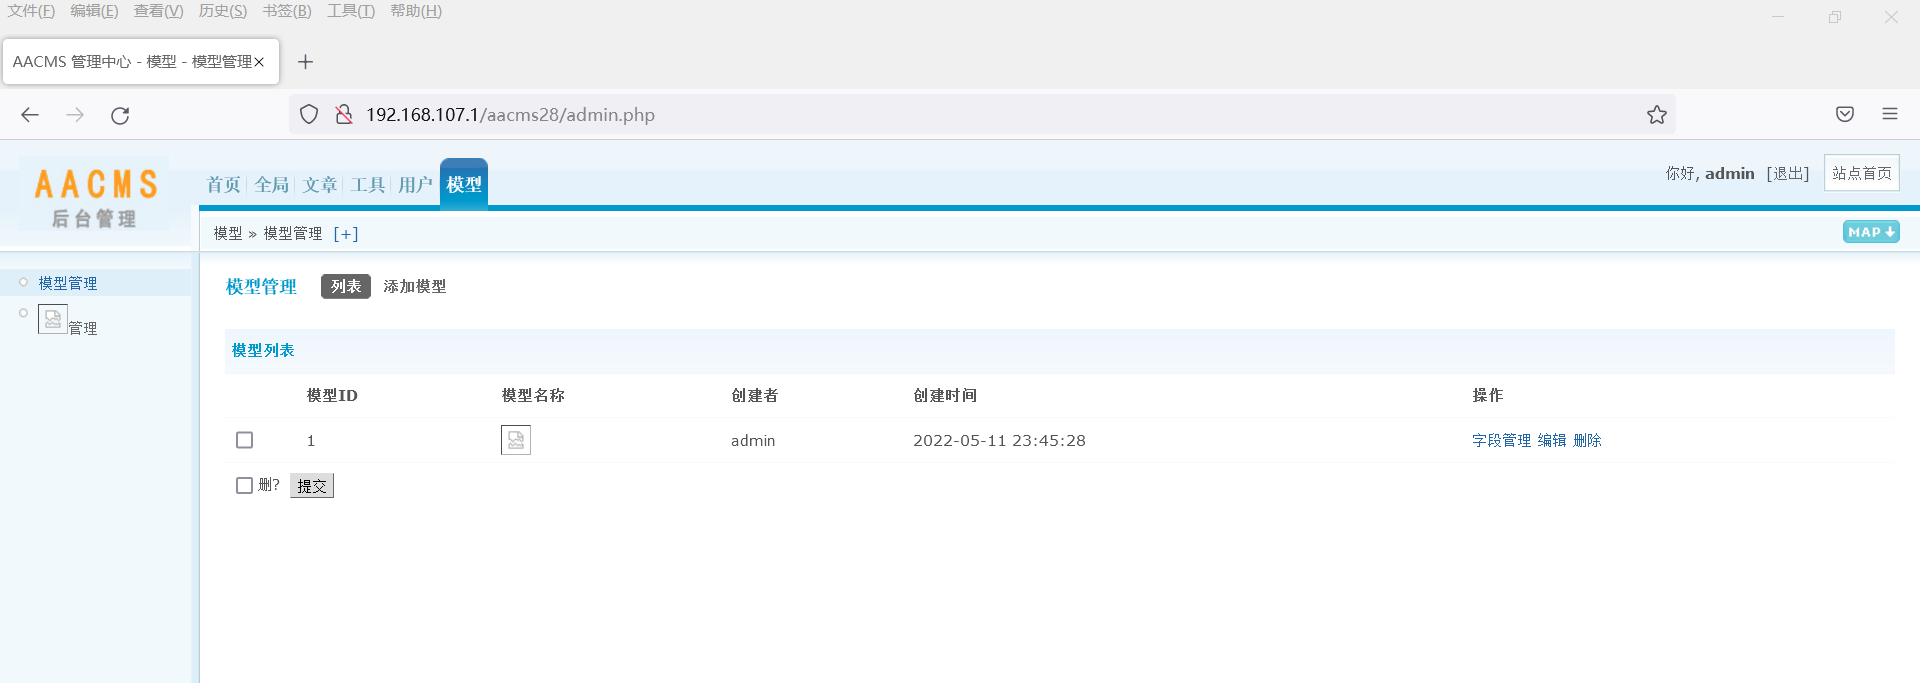 文件(F) 编辑(E) 查看(V) 历史(S) 书签(B) 工具(T) 帮助(H)
AACMS 管理中心 - 模型 - 模型管理
192.168.107.1/aacms28/admin.php
AACMS
后台管理
首页 全局 文章 工具 用户 模型
你好, admin [退出] 站点首页
模型 » 模型管理 [+]
MAP
模型管理
管理
模型管理 列表 添加模型
模型列表
模型ID 模型名称 创建者 创建时间 操作
1 admin 2022-05-11 23:45:28 字段管理 编辑 删除
删? 提交